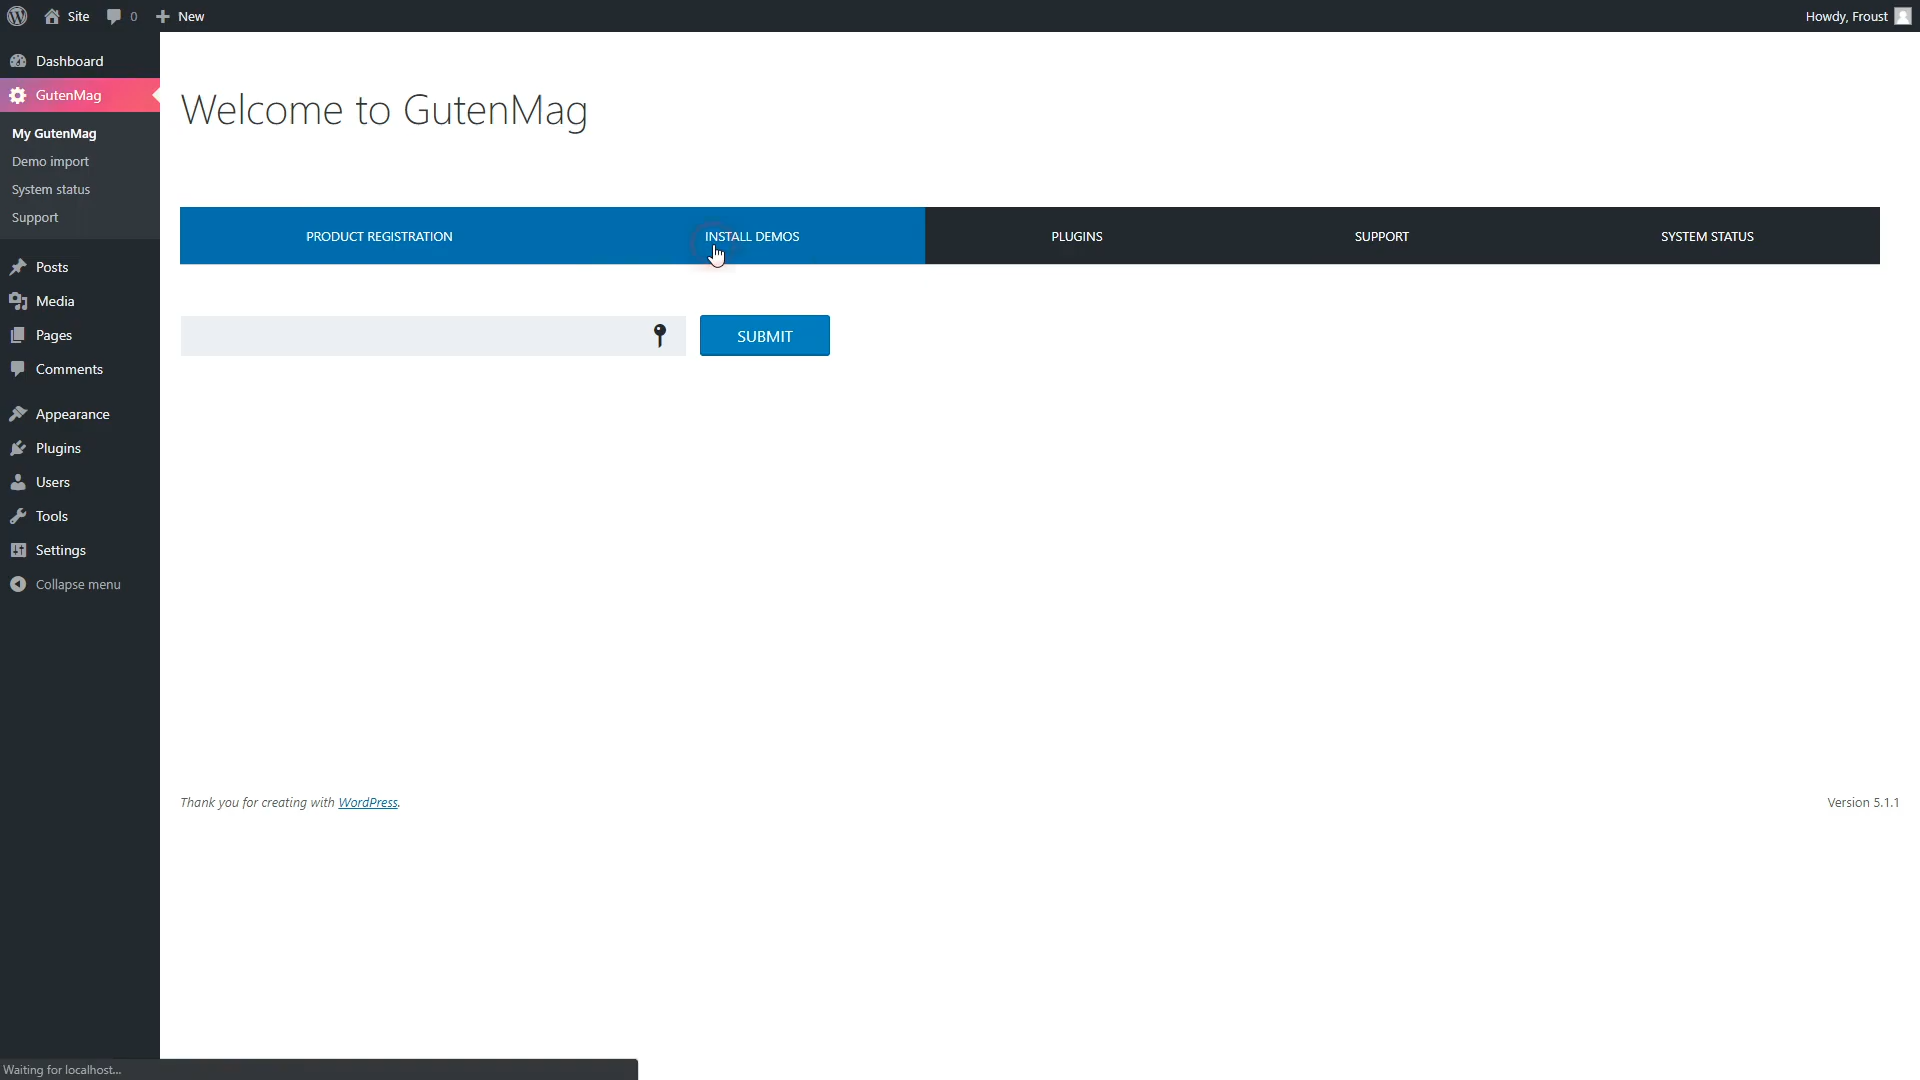 Site
0
New
Howdy, Froust
Dashboard
GutenMag
My GutenMag
Demo import
System status
Support
Posts
Media
Pages
Comments
Appearance
Plugins
Users
Tools
Settings
Collapse menu
Welcome to GutenMag
PRODUCT REGISTRATION
INSTALL DEMOS
PLUGINS
SUPPORT
SYSTEM STATUS
SUBMIT
Thank you for creating with WordPress.
Version 5.1.1
Waiting for localhost...